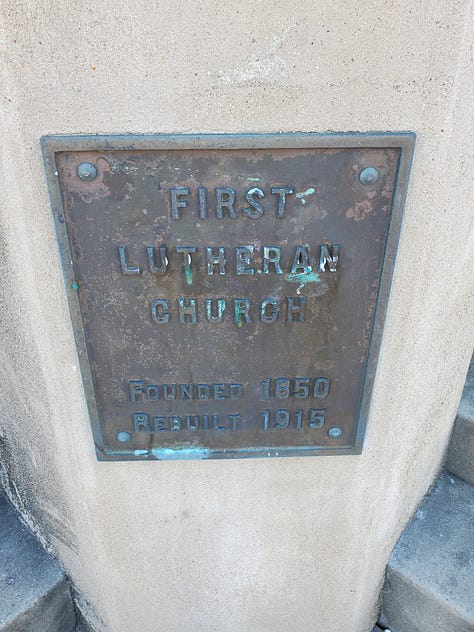 FIRST
LUTHERAN
CHURCH
FOUNDED 1850
REBUILT 1915